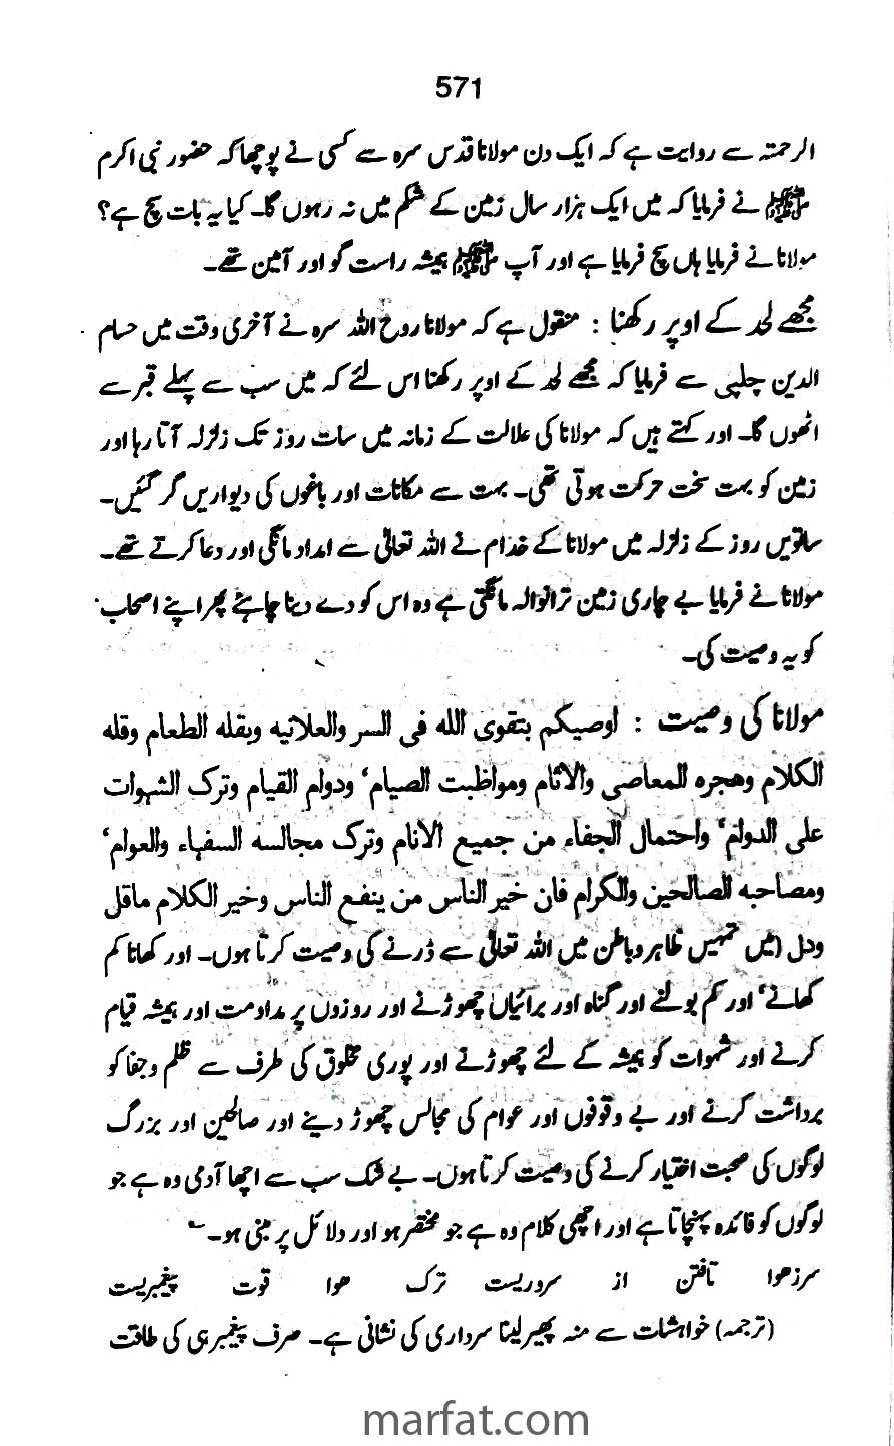 571
الرحمتہ سے روایت ہے کہ ایک دن مولانا قدس سرہ سے کسی نے پوچھا کہ حضور نبی اکرم
ﷺ نے فرمایا کہ میں ایک ہزار سال زمین کے شکم میں نہ رہوں گا۔ کیا یہ بات سچ ہے؟
مولانا نے فرمایا ہاں سچ فرمایا ہے اور آپ ﷺ ہمیشہ راست گو اور آمین تھے۔
مجھے لحد کے اوپر رکھنا : منقول ہے کہ مولانا روح اللہ سرہ نے آخری وقت میں حسام
الدین چلپی سے فرمایا کہ مجھے لحد کے اوپر رکھنا اس لئے کہ میں سب سے پہلے قبر سے
اٹھوں گا۔ اور کہتے ہیں کہ مولانا کی علالت کے زمانہ میں سات روز تک زلزلہ آتا رہا اور
زمین کو بہت سخت حرکت ہوتی تھی۔ بہت سے مکانات اور باغوں کی دیواریں گر گئیں۔
ساتویں روز کے زلزلہ میں مولانا کے خدام نے اللہ تعالیٰ سے امداد مانگی اور دعا کرتے تھے۔
مولانا نے فرمایا بے چاری زمین تر نوالہ مانگتی ہے وہ اس کو دے دینا چاہئے پھر اپنے اصحاب
کو یہ وصیت کی۔
مولانا کی وصیت : اوصیکم بتقوی اللہ فی السر والعلانیہ وبقلہ الطعام وقلہ
الکلام وھجرہ المعاصی والاثام ومواظبت الصیام‘ ودوام القیام وترک الشہوات
علی الدوام‘ واحتمال الجفاء من جمیع الانام وترک مجالسہ السفہاء والعوام‘
ومصاحبہ الصالحین والکرام فان خیر الناس من ینفع الناس وخیر الکلام ماقل
ودل (میں تمہیں ظاہر وباطن میں اللہ تعالیٰ سے ڈرنے کی وصیت کرتا ہوں۔ اور کھانا کم
کھانے‘ اور کم بولنے اور گناہ اور برائیاں چھوڑنے اور روزوں پر مداومت اور ہمیشہ قیام
کرنے اور شہوات کو ہمیشہ کے لئے چھوڑنے اور پوری مخلوق کی طرف سے ظلم وجفا کو
برداشت کرنے اور بے وقوفوں اور عوام کی مجالس چھوڑ دینے اور صالحین اور بزرگ
لوگوں کی صحبت اختیار کرنے کی وصیت کرتا ہوں۔ بے شک سب سے اچھا آدمی وہ ہے جو
لوگوں کو فائدہ پہنچاتا ہے اور اچھی کلام وہ ہے جو مختصر ہو اور دلائل پر مبنی ہو۔
سرزھوا تافتن از سروریست ترک ھوا قوت پیغمبریست
(ترجمہ) خواہشات سے منہ پھیر لینا سرداری کی نشانی ہے۔ صرف پیغمبر ہی کی طاقت
marfat.com